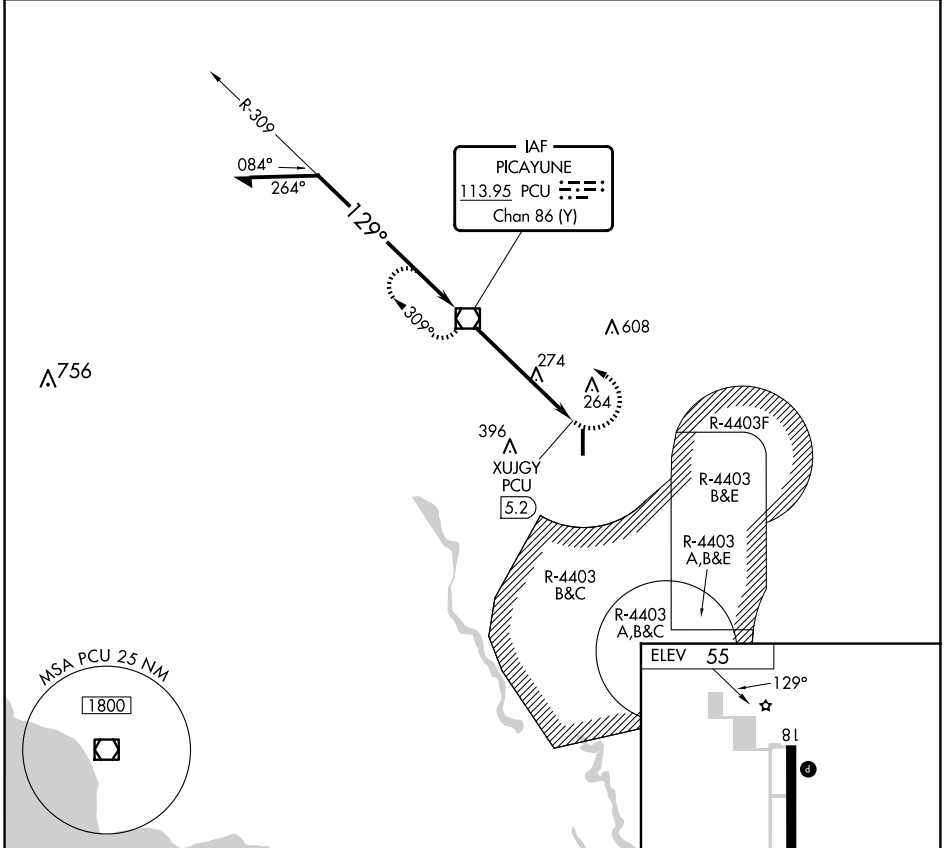 R-309
084°
264°
129°
309°
IAF
PICAYUNE
113.95 PCU
Chan 86 (Y)
608
756
274
264
396
XUJGY
PCU
5.2
R-4403F
R-4403
B&E
R-4403
A,B&E
R-4403
B&C
R-4403
A,B&C
MSA PCU 25 NM
1800
ELEV 55
129°
18
P